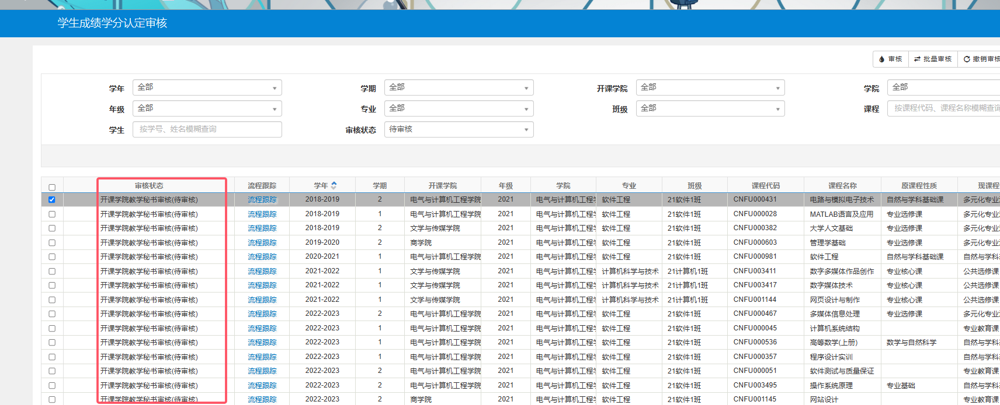 学生成绩学分认定审核
审核 批量审核 撤销审核
学年 全部 学期 全部 开课学院 全部 学院 全部
年级 全部 专业 全部 班级 全部 课程 按课程代码、课程名称模糊查询
学生 按学号、姓名模糊查询 审核状态 待审核
审核状态 流程跟踪 学年 学期 开课学院 年级 学院 专业 班级 课程代码 课程名称 原课程性质 现课程
开课学院教学秘书审核(待审核) 流程跟踪 2018-2019 2 电气与计算机工程学院 2021 电气与计算机工程学 软件工程 21软件1班 CNFU000431 电路与模拟电子技术 自然与学科基础课 多元化专业
开课学院教学秘书审核(待审核) 流程跟踪 2018-2019 1 电气与计算机工程学院 2021 电气与计算机工程学 软件工程 21软件1班 CNFU000028 MATLAB语言及应用 专业选修课 多元化专业
开课学院教学秘书审核(待审核) 流程跟踪 2018-2019 2 文学与传媒学院 2021 电气与计算机工程学 软件工程 21软件1班 CNFU000382 大学人文基础 专业选修课 多元化专业
开课学院教学秘书审核(待审核) 流程跟踪 2019-2020 2 商学院 2021 电气与计算机工程学 软件工程 21软件1班 CNFU000603 管理学基础 专业选修课 多元化专业
开课学院教学秘书审核(待审核) 流程跟踪 2020-2021 1 电气与计算机工程学院 2021 电气与计算机工程学 软件工程 21软件1班 CNFU000981 软件工程 自然与学科基础课 自然与学科
开课学院教学秘书审核(待审核) 流程跟踪 2021-2022 1 文学与传媒学院 2021 电气与计算机工程学 计算机科学与技术 21计算机1班 CNFU003411 数字多媒体作品创作 专业核心课 公共选修课
开课学院教学秘书审核(待审核) 流程跟踪 2021-2022 1 文学与传媒学院 2021 电气与计算机工程学 计算机科学与技术 21计算机1班 CNFU003417 数字媒体技术 专业核心课 公共选修课
开课学院教学秘书审核(待审核) 流程跟踪 2021-2022 1 文学与传媒学院 2021 电气与计算机工程学 计算机科学与技术 21计算机1班 CNFU001144 网页设计与制作 专业核心课 公共选修课
开课学院教学秘书审核(待审核) 流程跟踪 2022-2023 2 电气与计算机工程学院 2021 电气与计算机工程学 软件工程 21软件1班 CNFU000467 多媒体信息处理 专业选修课 多元化专业
开课学院教学秘书审核(待审核) 流程跟踪 2022-2023 1 电气与计算机工程学院 2021 电气与计算机工程学 软件工程 21软件1班 CNFU000045 计算机系统结构 专业教育课
开课学院教学秘书审核(待审核) 流程跟踪 2022-2023 1 电气与计算机工程学院 2021 电气与计算机工程学 软件工程 21软件1班 CNFU000536 高等数学(上册) 数学与自然科学 自然与学科
开课学院教学秘书审核(待审核) 流程跟踪 2022-2023 1 电气与计算机工程学院 2021 电气与计算机工程学 软件工程 21软件1班 CNFU000357 程序设计实训 自然与学科
开课学院教学秘书审核(待审核) 流程跟踪 2022-2023 2 电气与计算机工程学院 2021 电气与计算机工程学 软件工程 21软件1班 CNFU000051 软件测试与质量保证 专业教育课
开课学院教学秘书审核(待审核) 流程跟踪 2022-2023 2 电气与计算机工程学院 2021 电气与计算机工程学 软件工程 21软件1班 CNFU003495 操作系统原理 专业基础 自然与学科
开课学院教学秘书审核(待审核) 流程跟踪 2022-2023 2 商学院 2021 电气与计算机工程学 软件工程 21软件1班 CNFU001145 网站设计 专业教育课